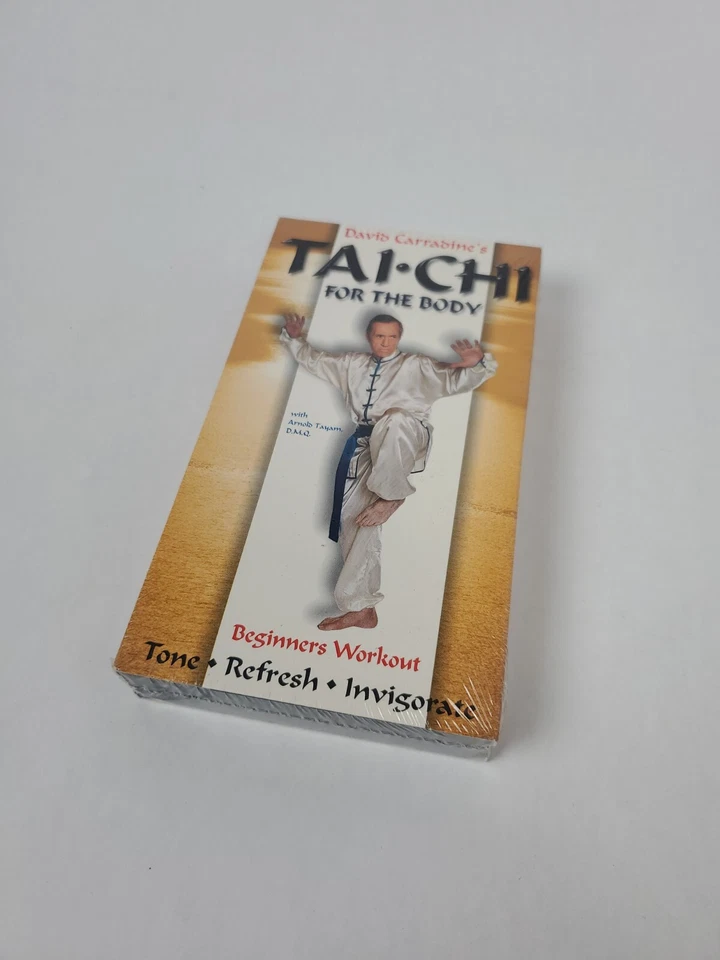 David Carradine's
TAI•CHI
FOR THE BODY
with
Arnold Tayam,
D.M.Q.
Beginners Workout
Tone • Refresh • Invigorate